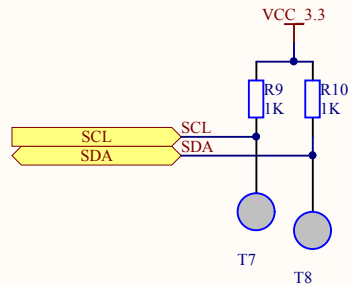 VCC_3.3
R9
R10
1K
1K
SCL
SCL
SDA
SDA
T7
T8